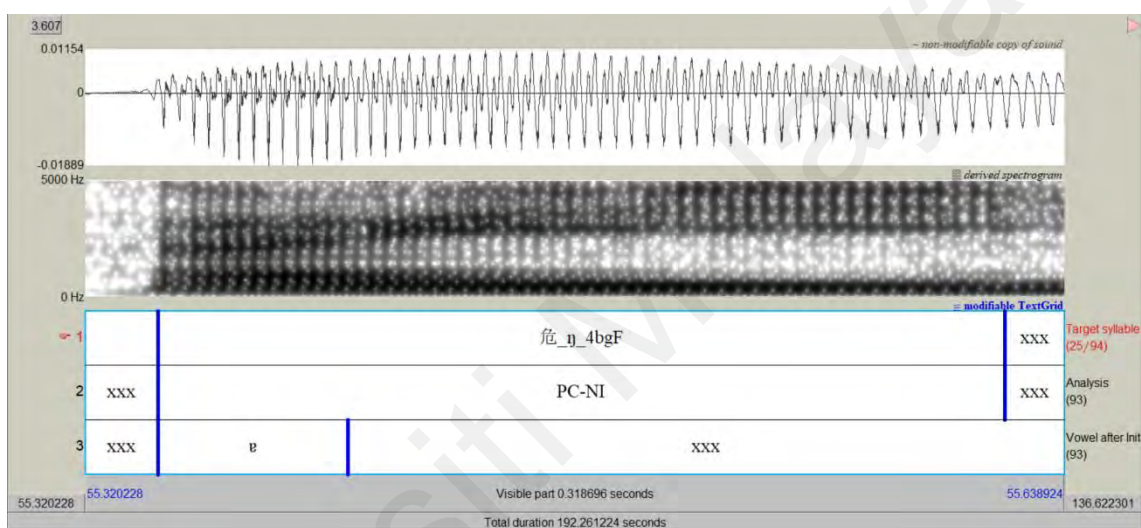 3.607
0.01154
~ non-modifiable copy of sound
0
-0.01889
5000 Hz
derived spectrogram
0 Hz
= modifiable TextGrid
1 危_ŋ_4bgF xxx Target syllable (25/94)
2 xxx PC-NI xxx Analysis (93)
3 xxx ɐ xxx Vowel after Init (93)
55.320228 55.320228 Visible part 0.318696 seconds 55.638924 136.622301
Total duration 192.261224 seconds